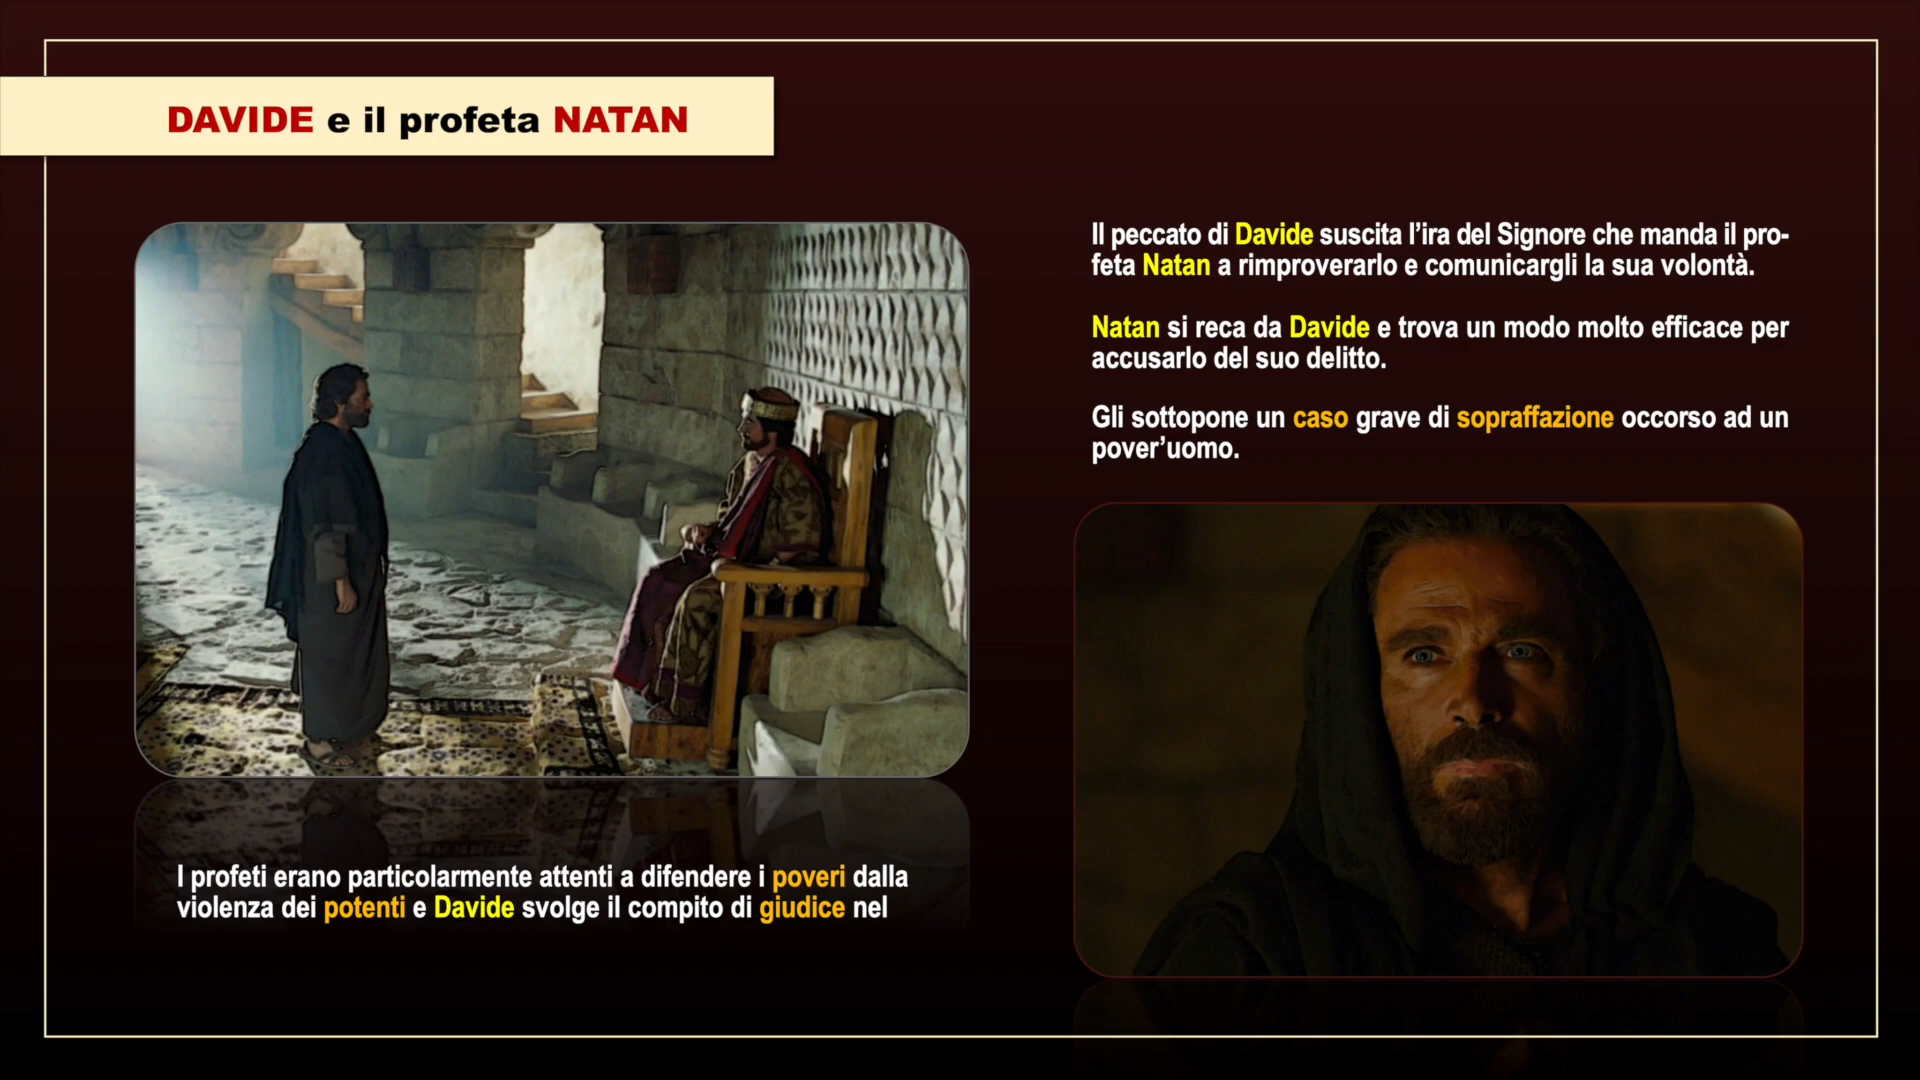 DAVIDE e il profeta NATAN
Il peccato di Davide suscita l’ira del Signore che manda il pro-
feta Natan a rimproverarlo e comunicargli la sua volontà.
Natan si reca da Davide e trova un modo molto efficace per
accusarlo del suo delitto.
Gli sottopone un caso grave di sopraffazione occorso ad un
pover’uomo.
I profeti erano particolarmente attenti a difendere i poveri dalla
violenza dei potenti e Davide svolge il compito di giudice nel